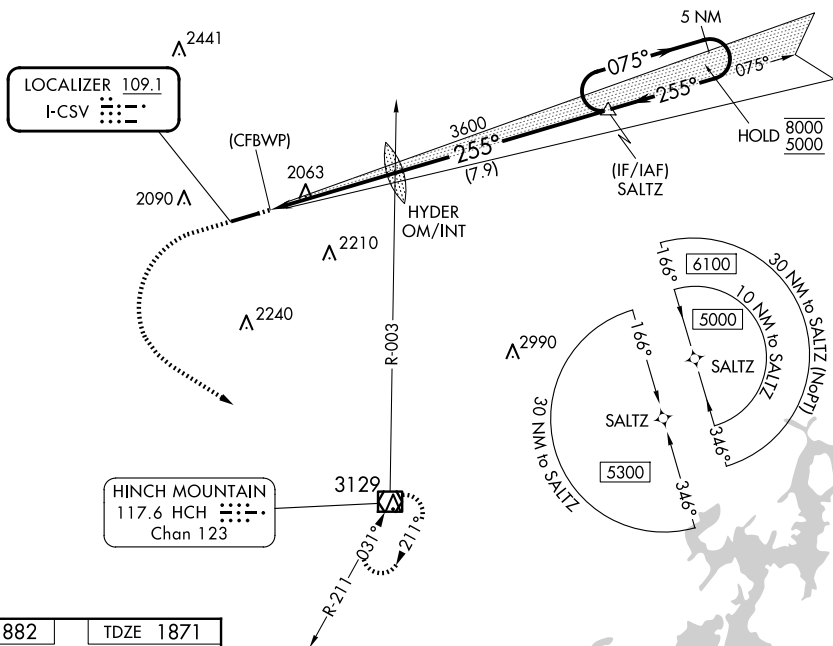 2441
5 NM
LOCALIZER 109.1
I-CSV
075°
075°
255°
HOLD 8000
5000
(CFBWP)
3600
255°
(7.9)
(IF/IAF)
SALTZ
2063
2090
HYDER
OM/INT
2210
2240
R-003
2990
166°
6100
30 NM to SALTZ (NoPT)
5000
10 NM to SALTZ
SALTZ
346°
166°
30 NM to SALTZ
SALTZ
5300
346°
HINCH MOUNTAIN
117.6 HCH
Chan 123
3129
031°
211°
R-211
882
TDZE 1871